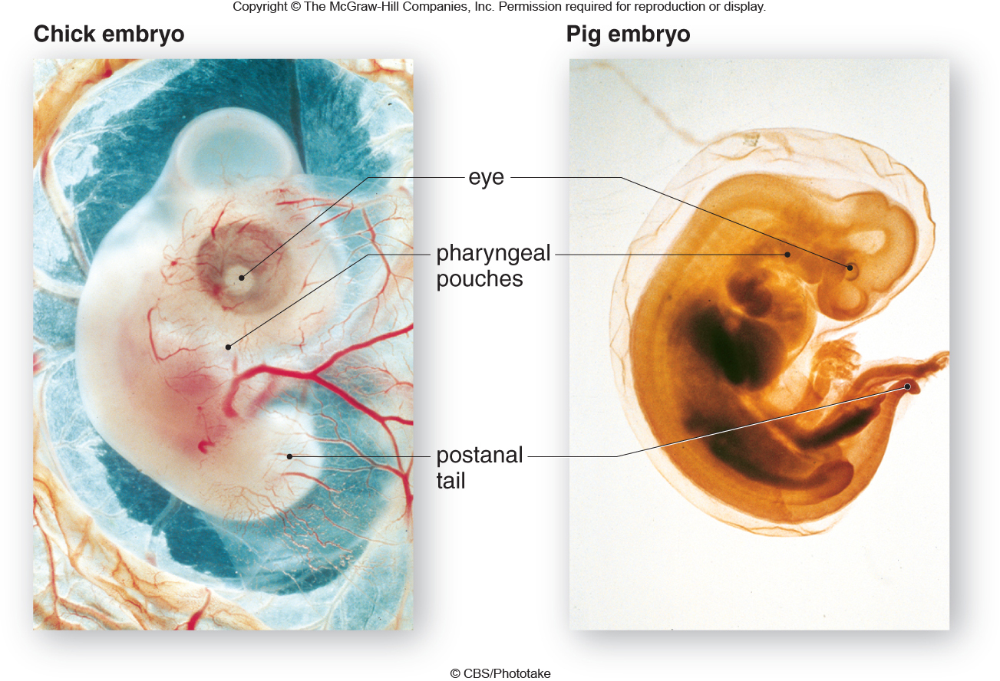 Copyright © The McGraw-Hill Companies, Inc. Permission required for reproduction or display.
Chick embryo
Pig embryo
eye
pharyngeal
pouches
postanal
tail
© CBS/Phototake